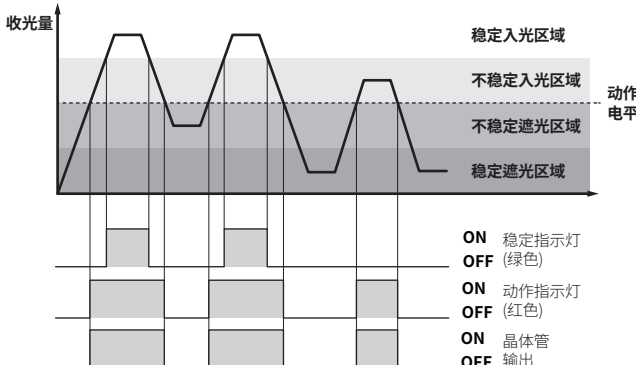 收光量
稳定入光区域
不稳定入光区域
动作
电平
不稳定遮光区域
稳定遮光区域
ON 稳定指示灯
OFF (绿色)
ON 动作指示灯
OFF (红色)
ON 晶体管
OFF 输出